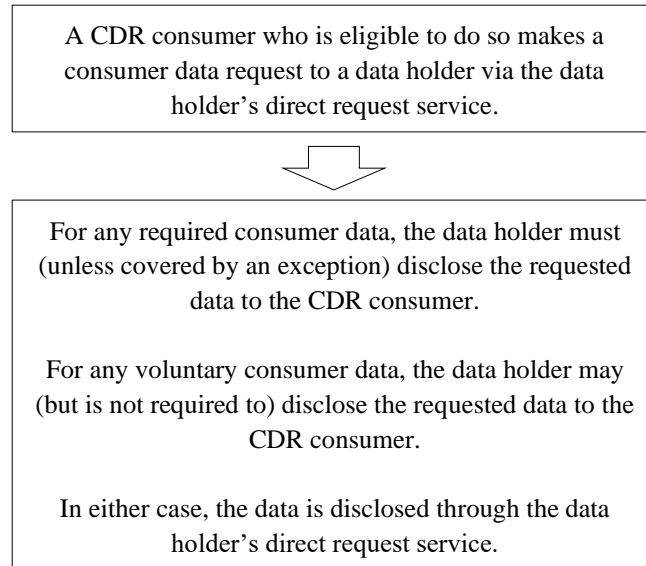 A CDR consumer who is eligible to do so makes a
consumer data request to a data holder via the data
holder’s direct request service.
For any required consumer data, the data holder must
(unless covered by an exception) disclose the requested
data to the CDR consumer.
For any voluntary consumer data, the data holder may
(but is not required to) disclose the requested data to the
CDR consumer.
In either case, the data is disclosed through the data
holder’s direct request service.